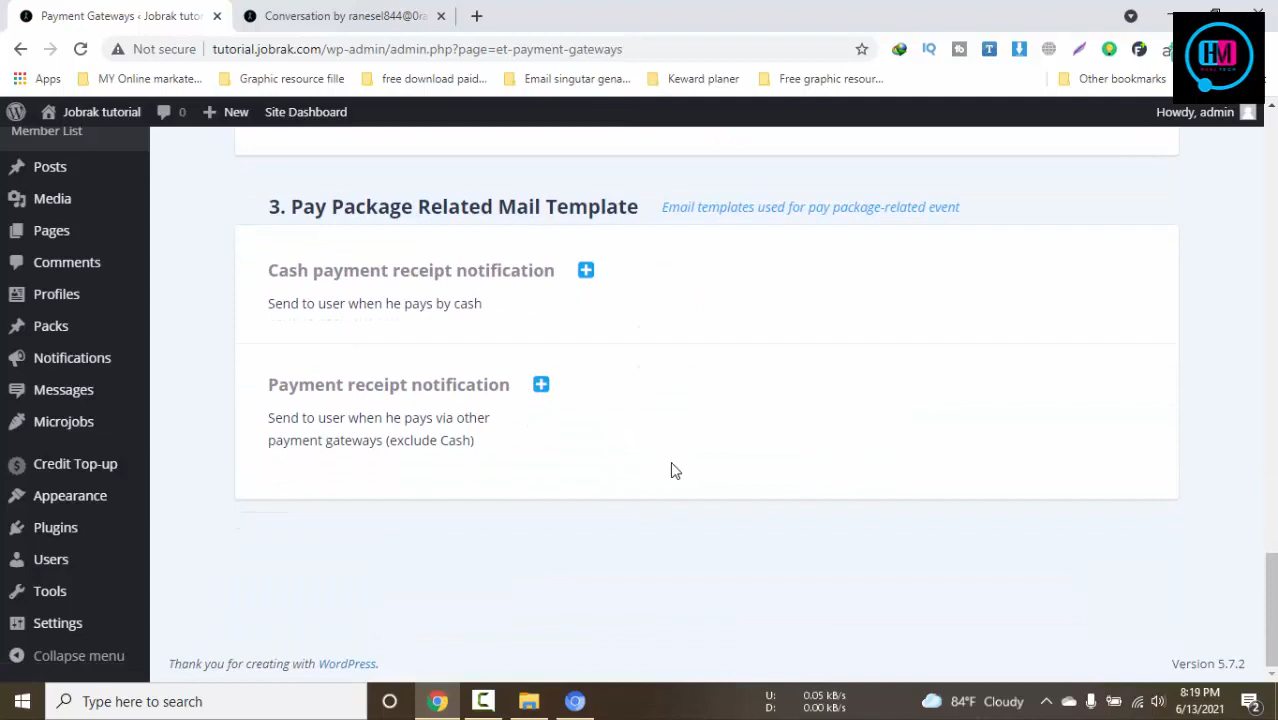 Payment Gateways ‹ Jobrak tutor
Conversation by ranesel844@0ra
Not secure tutorial.jobrak.com/wp-admin/admin.php?page=et-payment-gateways
Apps MY Online markate... Graphic resource fille free download paid... Email singutar gena... Keward planer Free graphic resour... Other bookmarks
HM
Jobrak tutorial 0 New Site Dashboard Howdy, admin
Member List
Posts
Media
Pages
Comments
Profiles
Packs
Notifications
Messages
Microjobs
Credit Top-up
Appearance
Plugins
Users
Tools
Settings
Collapse menu
3. Pay Package Related Mail Template Email templates used for pay package-related event
Cash payment receipt notification
Send to user when he pays by cash
Payment receipt notification
Send to user when he pays via other
payment gateways (exclude Cash)
Thank you for creating with WordPress. Version 5.7.2
Type here to search
U: 0.05 kB/s
D: 0.00 kB/s
84°F Cloudy
8:19 PM
6/13/2021
2